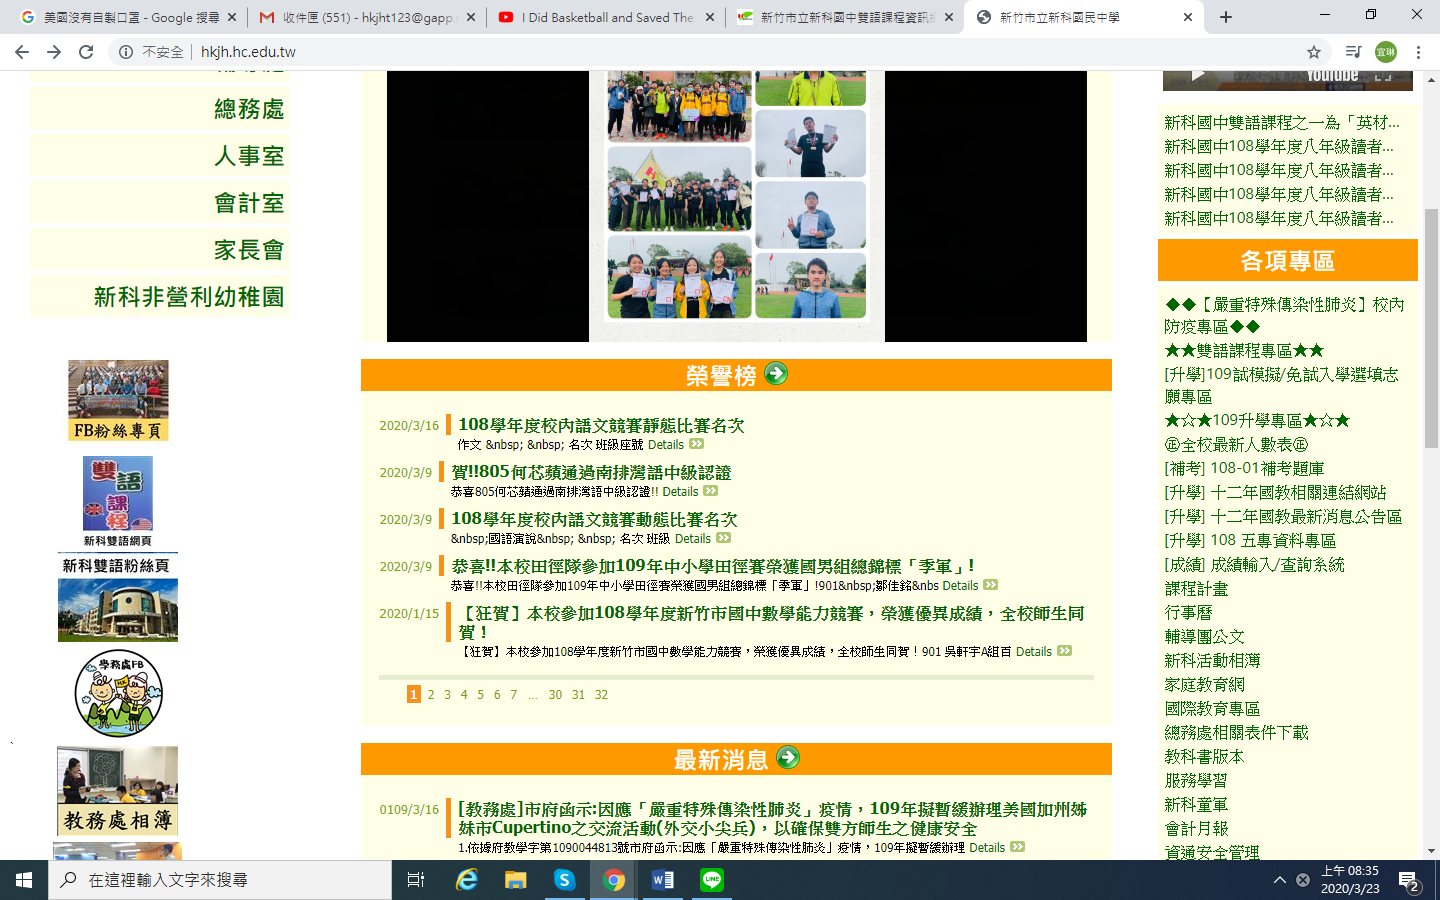 美國沒有自製口罩 - Google 搜尋
收件匣 (551) - hkjht123@gapp.
I Did Basketball and Saved The
新竹市立新科國中雙語課程資訊
新竹市立新科國民中學
不安全 | hkjh.hc.edu.tw
宜琳
總務處
人事室
會計室
家長會
新科非營利幼稚園
FB粉絲專頁
雙語課程
新科雙語網頁
新科雙語粉絲頁
學務處FB
教務處相簿
榮譽榜
2020/3/16 108學年度校內語文競賽靜態比賽名次
作文 &nbsp; &nbsp; 名次 班級座號 Details
2020/3/9 賀!!805何芯蘋通過南排灣語中級認證
恭喜805何芯蘋通過南排灣語中級認證!! Details
2020/3/9 108學年度校內語文競賽動態比賽名次
&nbsp;國語演說&nbsp; &nbsp; 名次 班級 Details
2020/3/9 恭喜!!本校田徑隊參加109年中小學田徑賽榮獲國男組總錦標「季軍」!
恭喜!!本校田徑隊參加109年中小學田徑賽榮獲國男組總錦標「季軍」!901&nbsp;鄒佳銘&nbs Details
2020/1/15 【狂賀】本校參加108學年度新竹市國中數學能力競賽，榮獲優異成績，全校師生同
賀！
【狂賀】本校參加108學年度新竹市國中數學能力競賽，榮獲優異成績，全校師生同賀！901 吳軒宇A組百 Details
1 2 3 4 5 6 7 ... 30 31 32
最新消息
0109/3/16 [教務處]市府函示:因應「嚴重特殊傳染性肺炎」疫情，109年擬暫緩辦理美國加州姊
妹市Cupertino之交流活動(外交小尖兵)，以確保雙方師生之健康安全
1.依據府教學字第1090044813號市府函示:因應「嚴重特殊傳染性肺炎」疫情，109年擬暫緩辦理 Details
YouTube
新科國中雙語課程之一為「英材...
新科國中108學年度八年級讀者...
新科國中108學年度八年級讀者...
新科國中108學年度八年級讀者...
新科國中108學年度八年級讀者...
各項專區
◆◆【嚴重特殊傳染性肺炎】校內
防疫專區◆◆
★★雙語課程專區★★
[升學]109試模擬/免試入學選填志
願專區
★☆★109升學專區★☆★
㊣全校最新人數表㊣
[補考] 108-01補考題庫
[升學] 十二年國教相關連結網站
[升學] 十二年國教最新消息公告區
[升學] 108 五專資料專區
[成績] 成績輸入/查詢系統
課程計畫
行事曆
輔導團公文
新科活動相簿
家庭教育網
國際教育專區
總務處相關表件下載
教科書版本
服務學習
新科童軍
會計月報
資通安全管理
在這裡輸入文字來搜尋
上午 08:35
2020/3/23
2